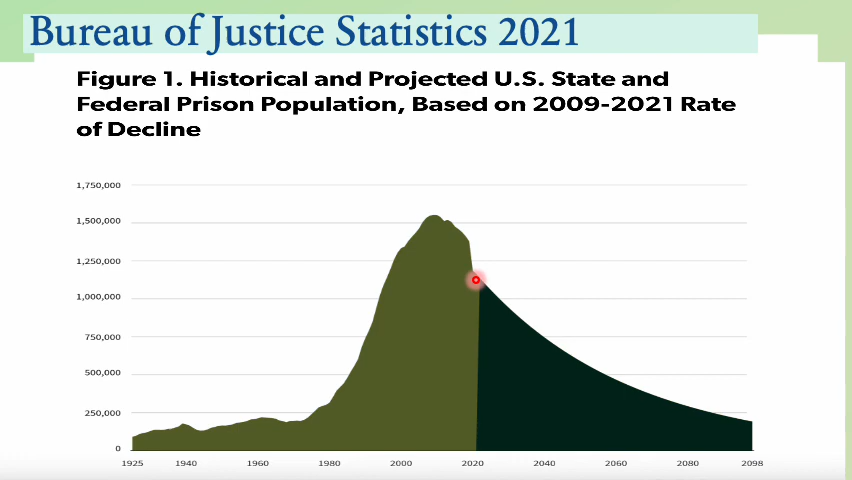 Bureau of Justice Statistics 2021
Figure 1. Historical and Projected U.S. State and
Federal Prison Population, Based on 2009-2021 Rate
of Decline
1,750,000
1,500,000
1,250,000
1,000,000
750,000
500,000
250,000
0
1925 1940 1960 1980 2000 2020 2040 2060 2080 2098